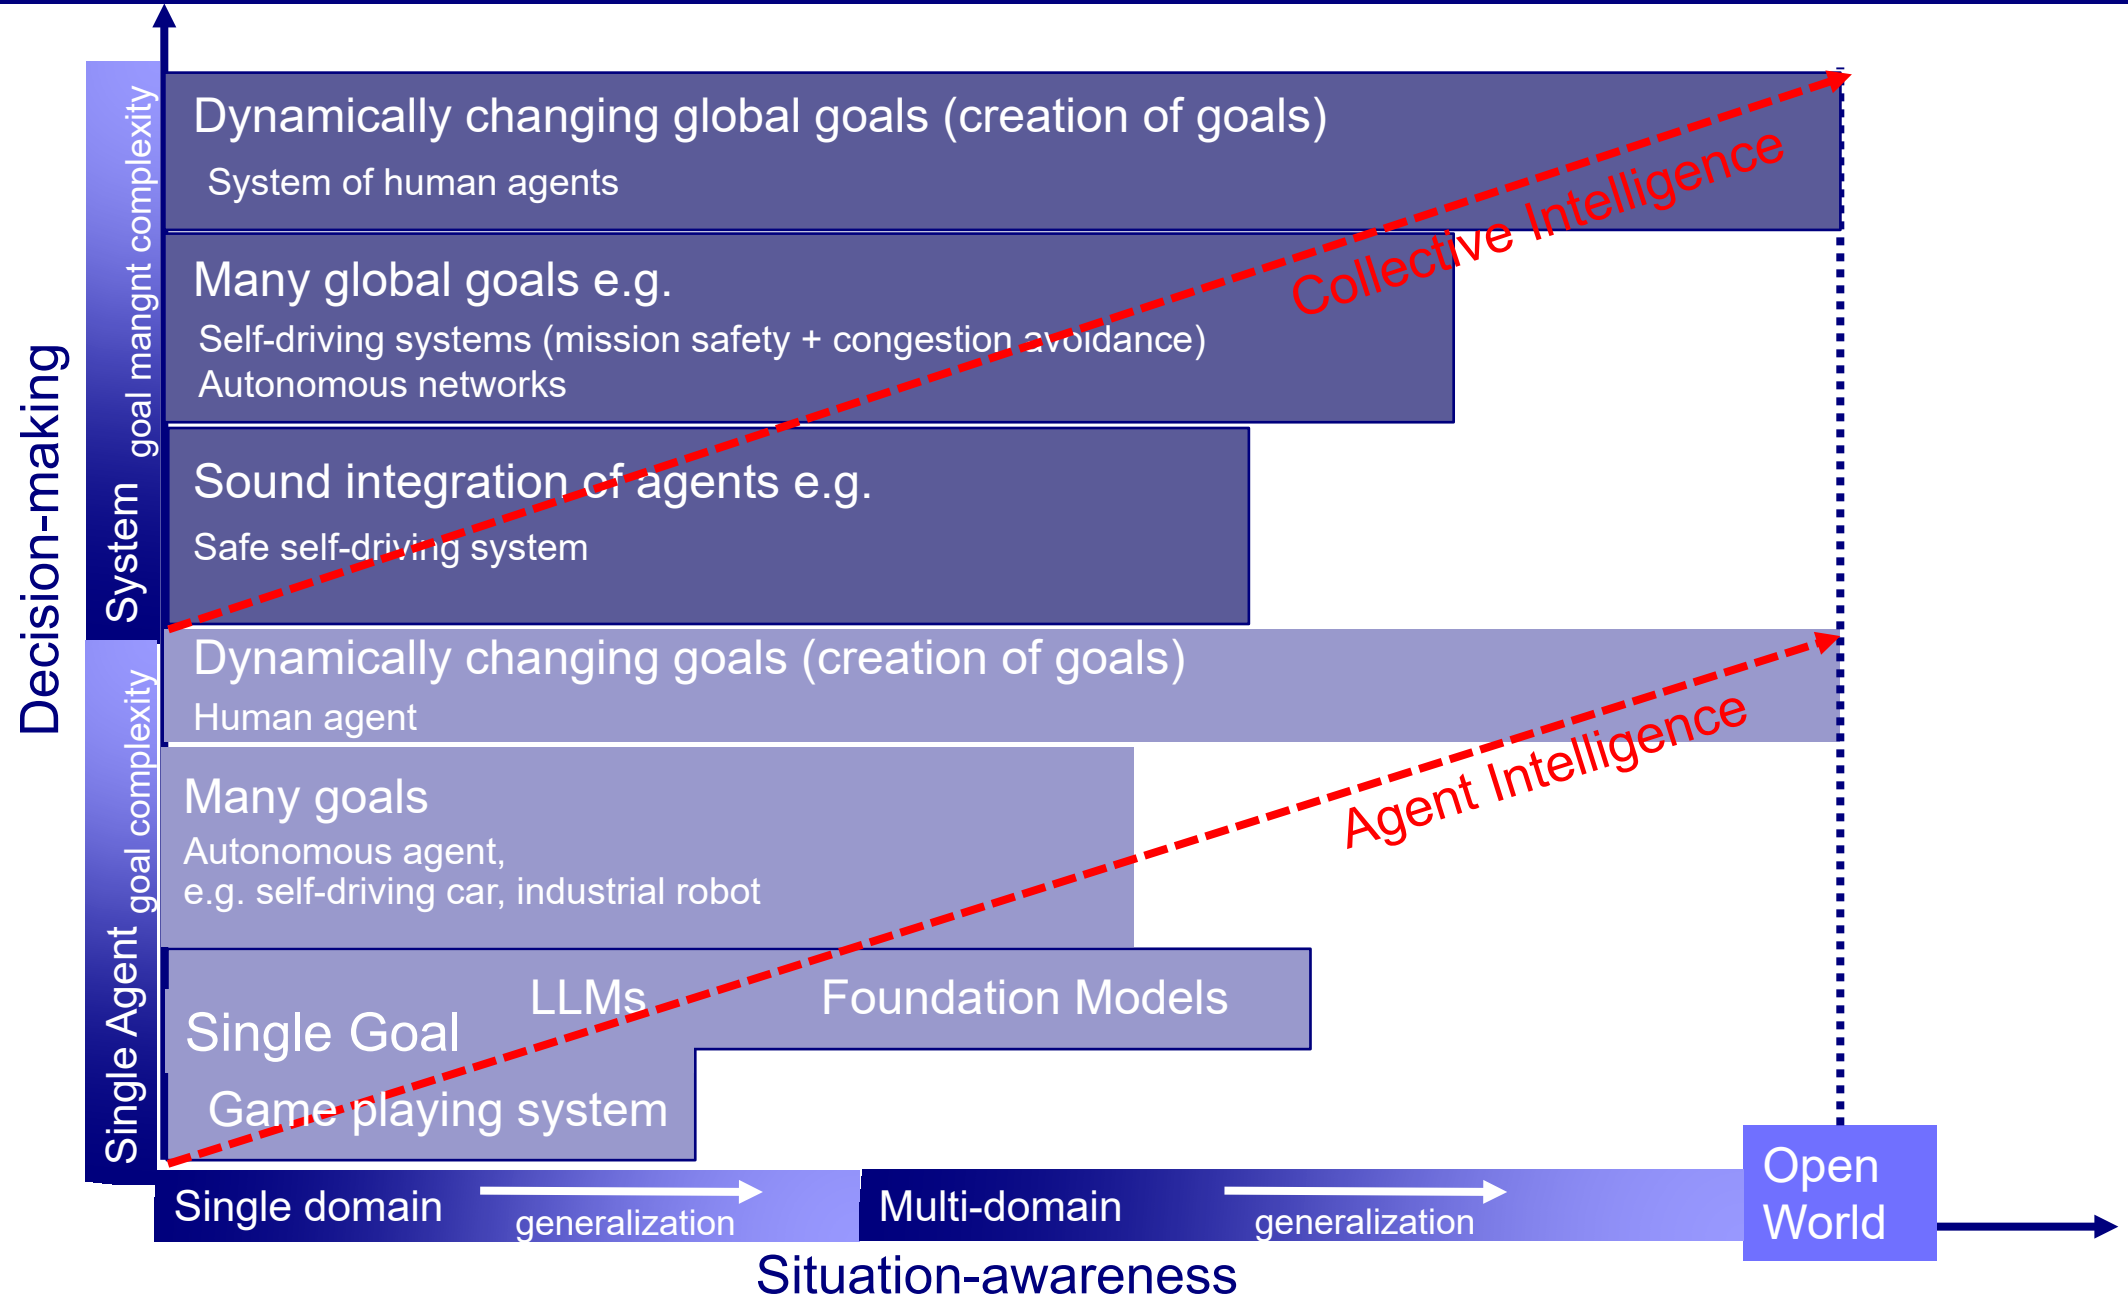 Decision-making
System goal mangnt complexity
Single Agent goal complexity
Dynamically changing global goals (creation of goals)
System of human agents
Many global goals e.g.
Self-driving systems (mission safety + congestion avoidance)
Autonomous networks
Collective Intelligence
Sound integration of agents e.g.
Safe self-driving system
Dynamically changing goals (creation of goals)
Human agent
Agent Intelligence
Many goals
Autonomous agent,
e.g. self-driving car, industrial robot
LLMs
Foundation Models
Single Goal
Game playing system
Single domain
generalization
Multi-domain
generalization
Open
World
Situation-awareness